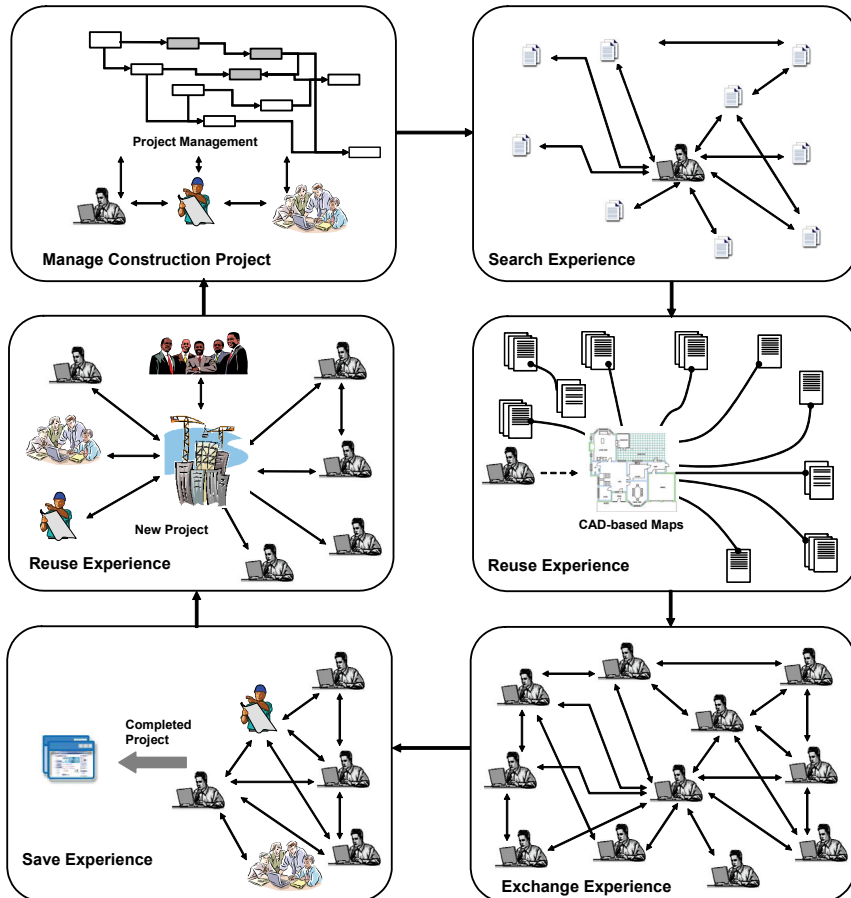 Project Management
Manage Construction Project
Search Experience
New Project
Reuse Experience
CAD-based Maps
Reuse Experience
Completed
Project
Save Experience
Exchange Experience